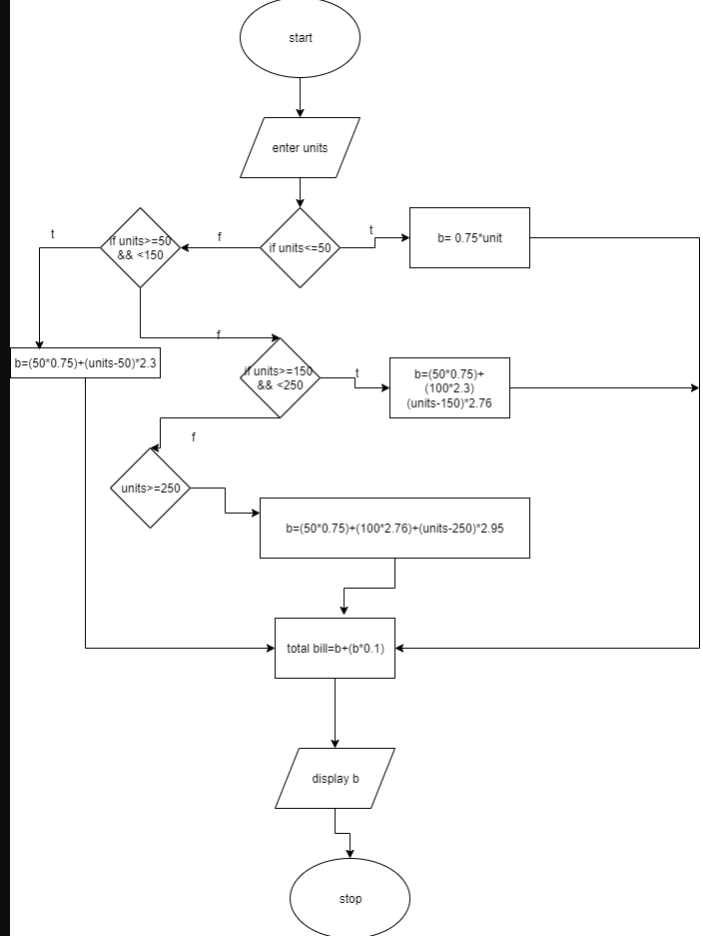 start
enter units
if units<=50
t
b= 0.75*unit
f
if units>=50
&& <150
t
b=(50*0.75)+(units-50)*2.3
f
if units>=150
&& <250
t
b=(50*0.75)+
(100*2.3)
(units-150)*2.76
f
units>=250
b=(50*0.75)+(100*2.76)+(units-250)*2.95
total bill=b+(b*0.1)
display b
stop